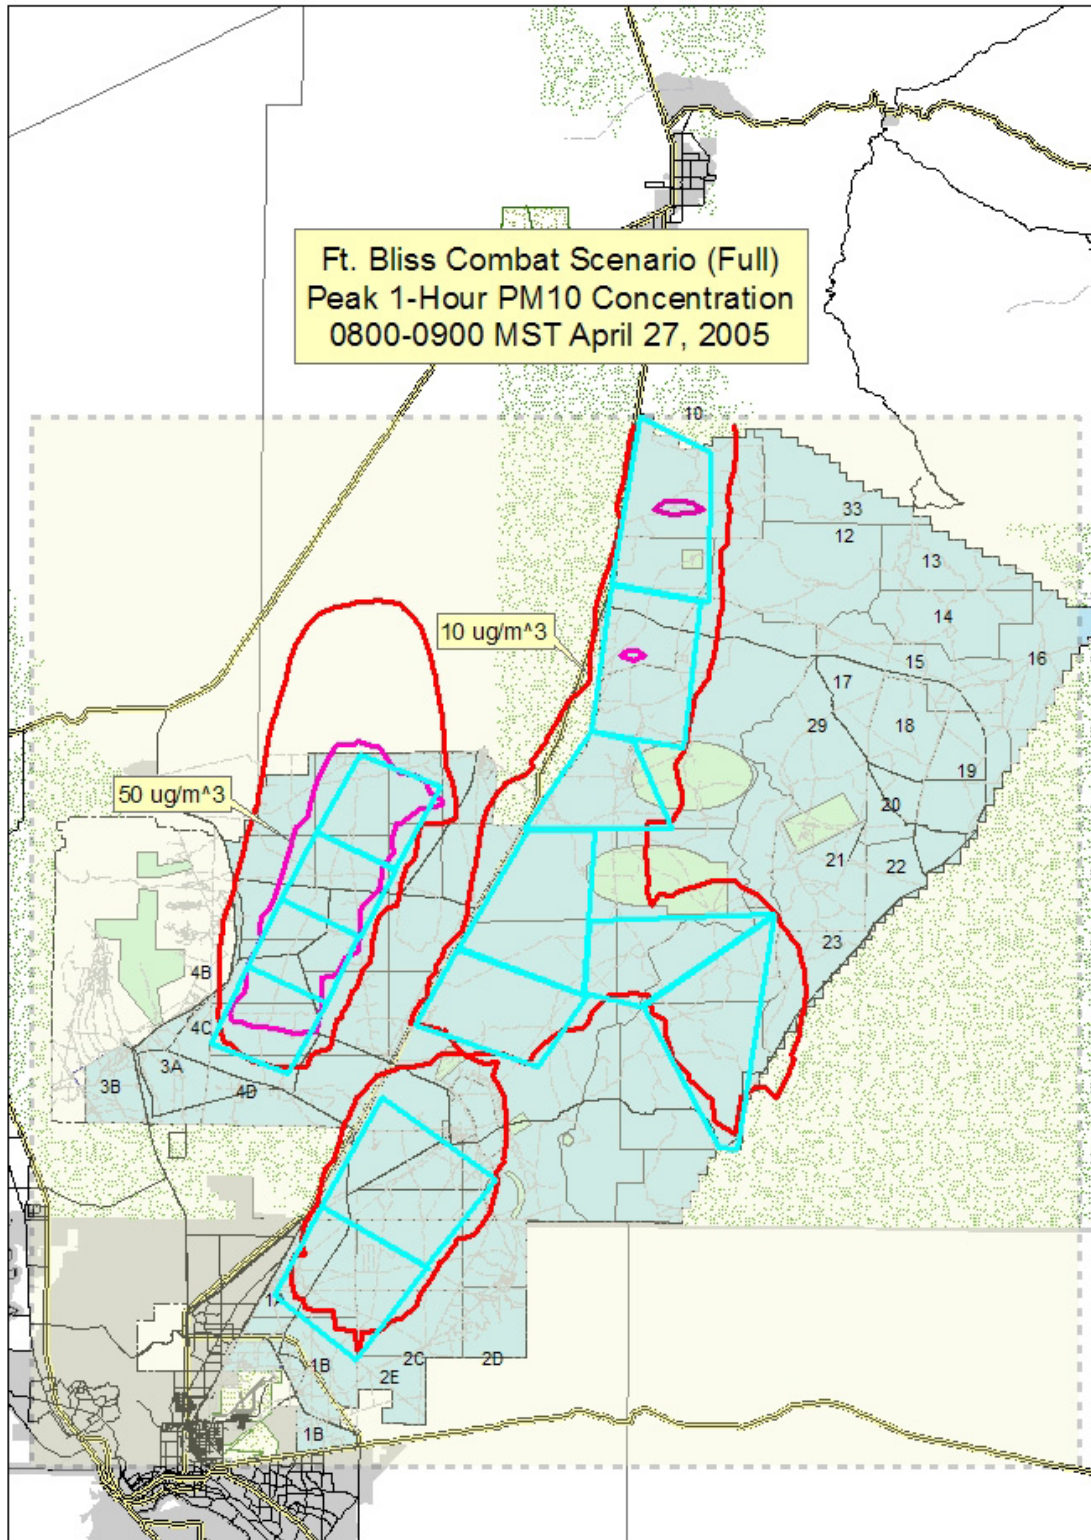 Ft. Bliss Combat Scenario (Full)
Peak 1-Hour PM10 Concentration
0800-0900 MST April 27, 2005
10
33
12
13
14
10 ug/m^3
15
16
17
29
18
19
50 ug/m^3
20
21
22
23
4B
4C
3A
3B
4D
1A
1B
2C
2D
2E
1B